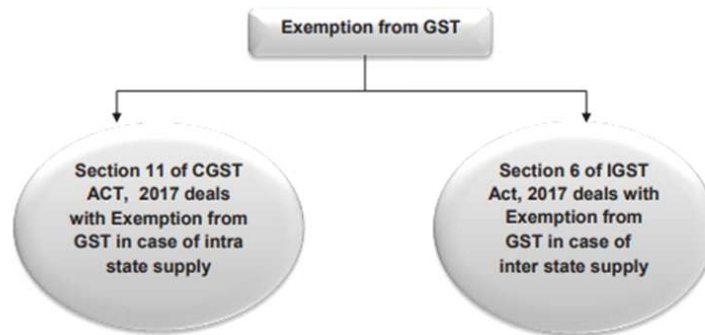 Exemption from GST
Section 11 of CGST
ACT, 2017 deals
with Exemption from
GST in case of intra
state supply
Section 6 of IGST
Act, 2017 deals with
Exemption from
GST in case of
inter state supply